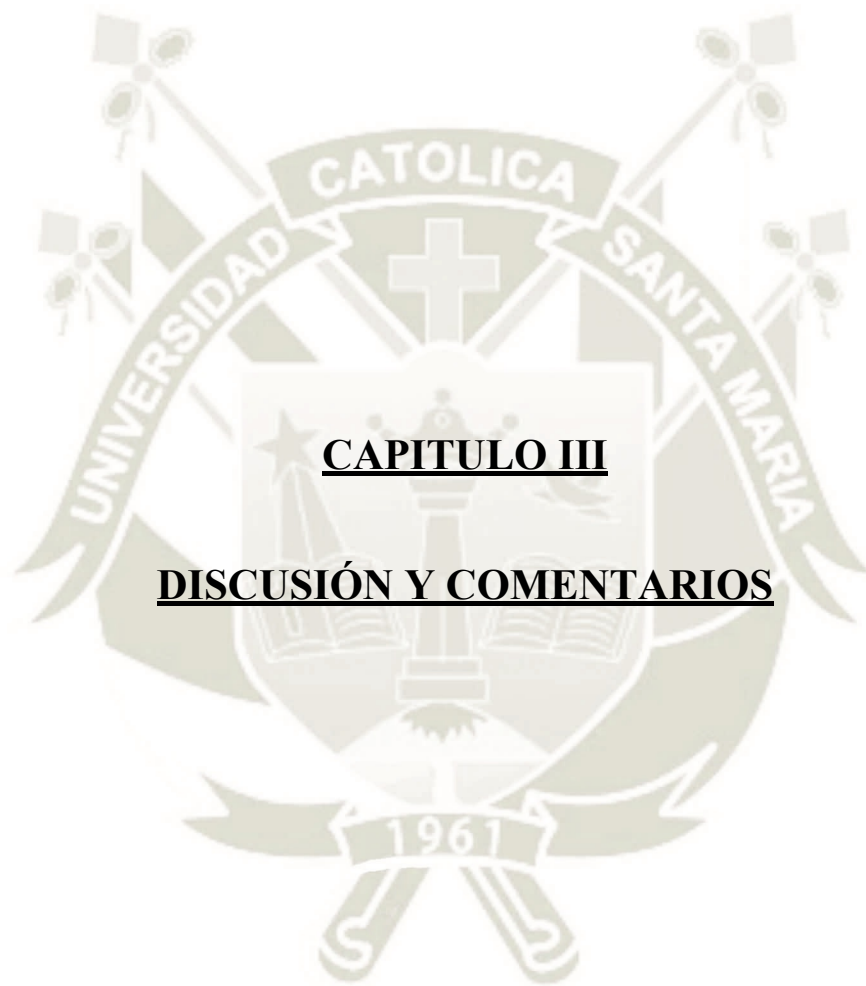 CATOLICA
UNIVERSIDAD
SANTA MARIA
CAPITULO III
DISCUSIÓN Y COMENTARIOS
1961